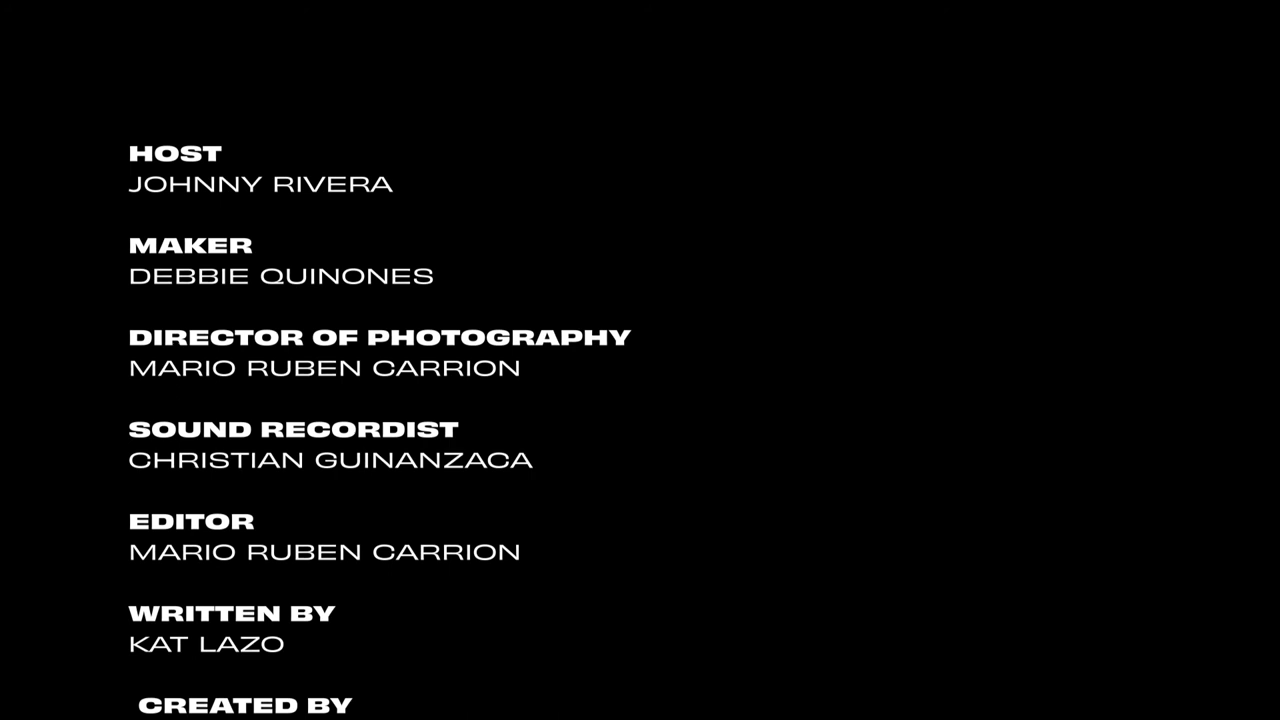 HOST
JOHNNY RIVERA
MAKER
DEBBIE QUINONES
DIRECTOR OF PHOTOGRAPHY
MARIO RUBEN CARRION
SOUND RECORDIST
CHRISTIAN GUINANZACA
EDITOR
MARIO RUBEN CARRION
WRITTEN BY
KAT LAZO
CREATED BY